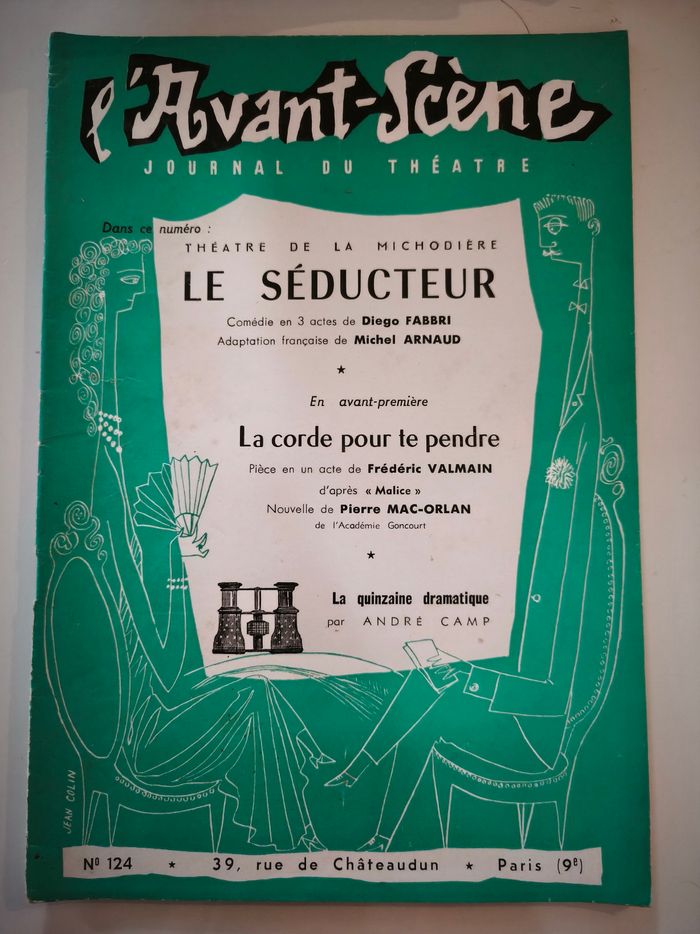 l'Avant-Scène
JOURNAL DU THÉATRE
Dans ce numéro :
THÉATRE DE LA MICHODIÈRE
LE SÉDUCTEUR
Comédie en 3 actes de Diego FABBRI
Adaptation française de Michel ARNAUD
★
En avant-première
La corde pour te pendre
Pièce en un acte de Frédéric VALMAIN
d'après « Malice »
Nouvelle de Pierre MAC-ORLAN
de l'Académie Goncourt
★
La quinzaine dramatique
par ANDRÉ CAMP
JEAN COLIN
Nº 124 ★ 39, rue de Châteaudun ★ Paris (9e)